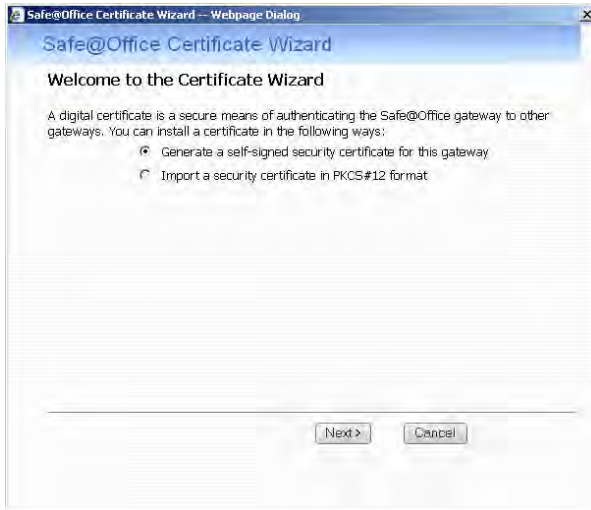 Safe@Office Certificate Wizard -- Webpage Dialog
Safe@Office Certificate Wizard
Welcome to the Certificate Wizard
A digital certificate is a secure means of authenticating the Safe@Office gateway to other
gateways. You can install a certificate in the following ways:
Generate a self-signed security certificate for this gateway
Import a security certificate in PKCS#12 format
Next > Cancel